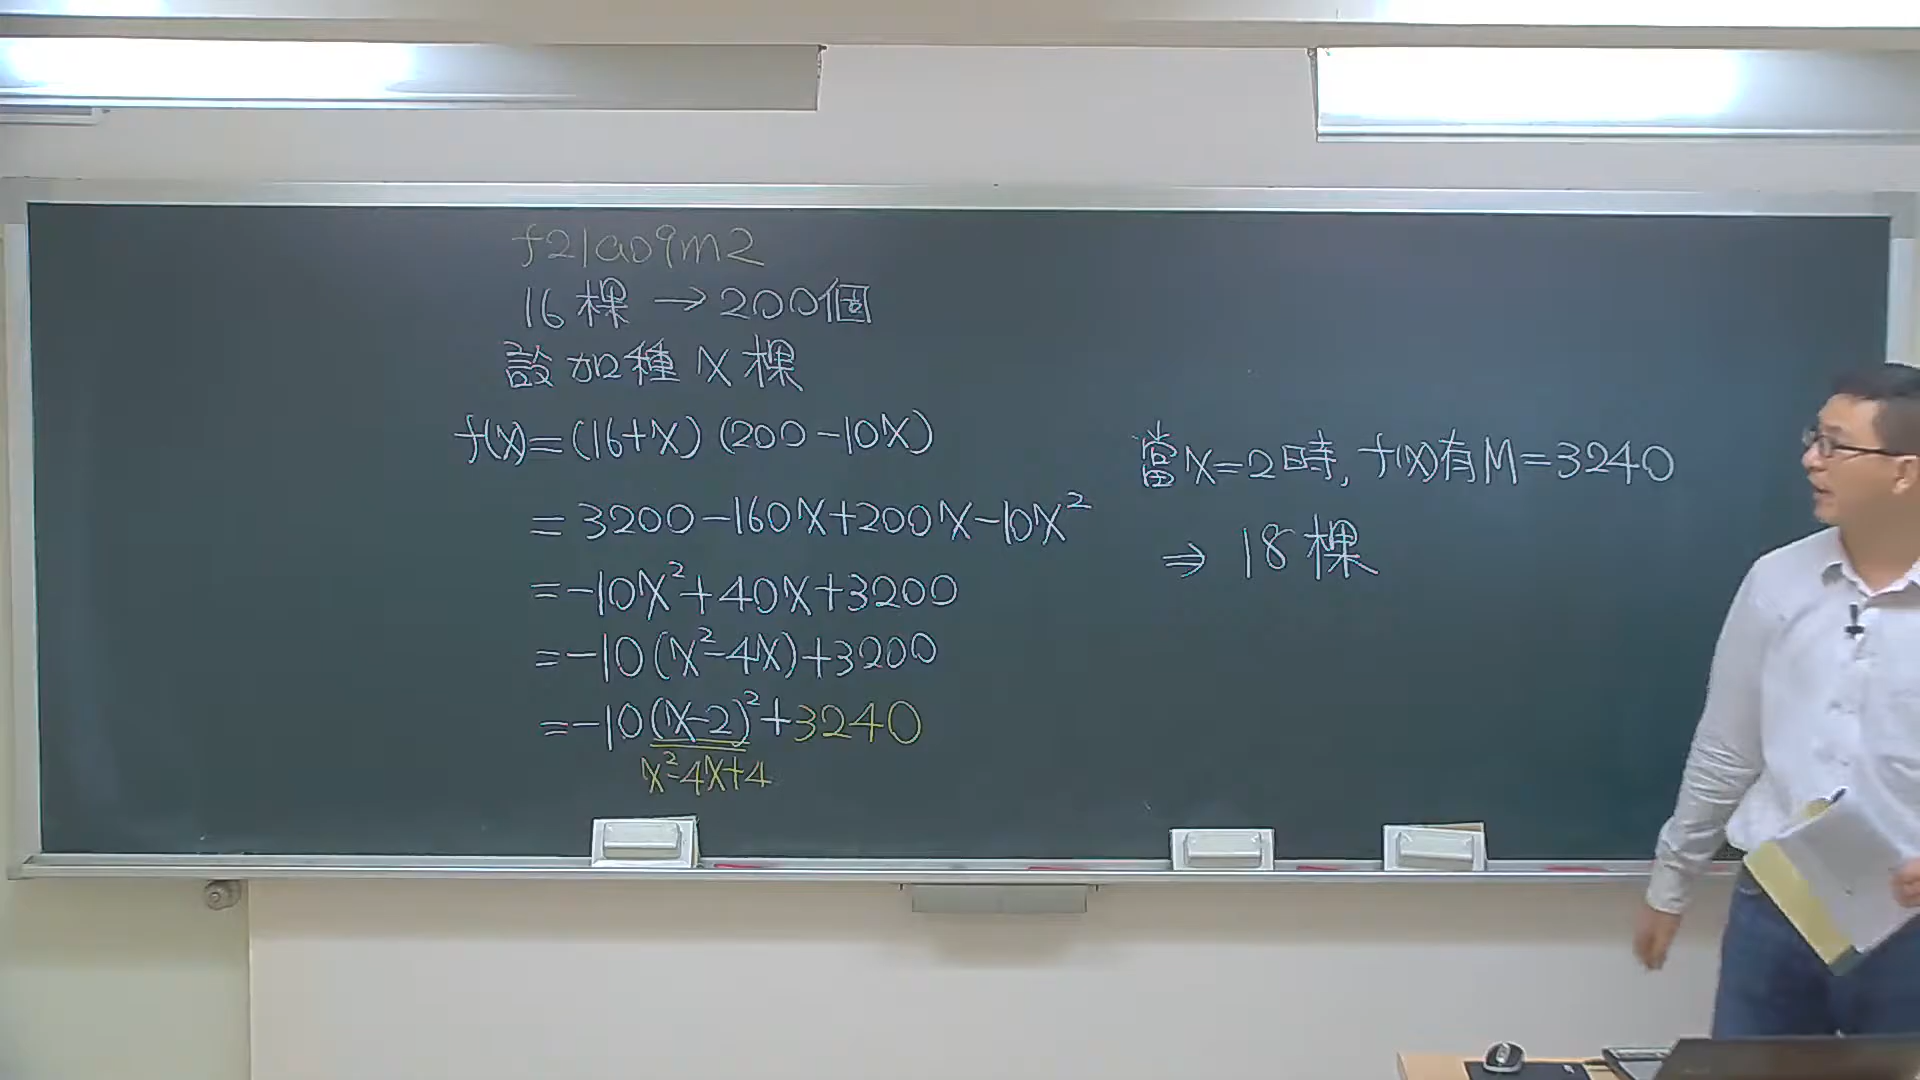 f21a09m2
16棵 → 200個
設加種 x 棵
f(x)=(16+x)(200-10x)
=3200-160x+200x-10x²
=-10x²+40x+3200
=-10(x²-4x)+3200
=-10(x-2)²+3240
x²-4x+4
當x=2時, f(x)有M=3240
⇒ 18棵